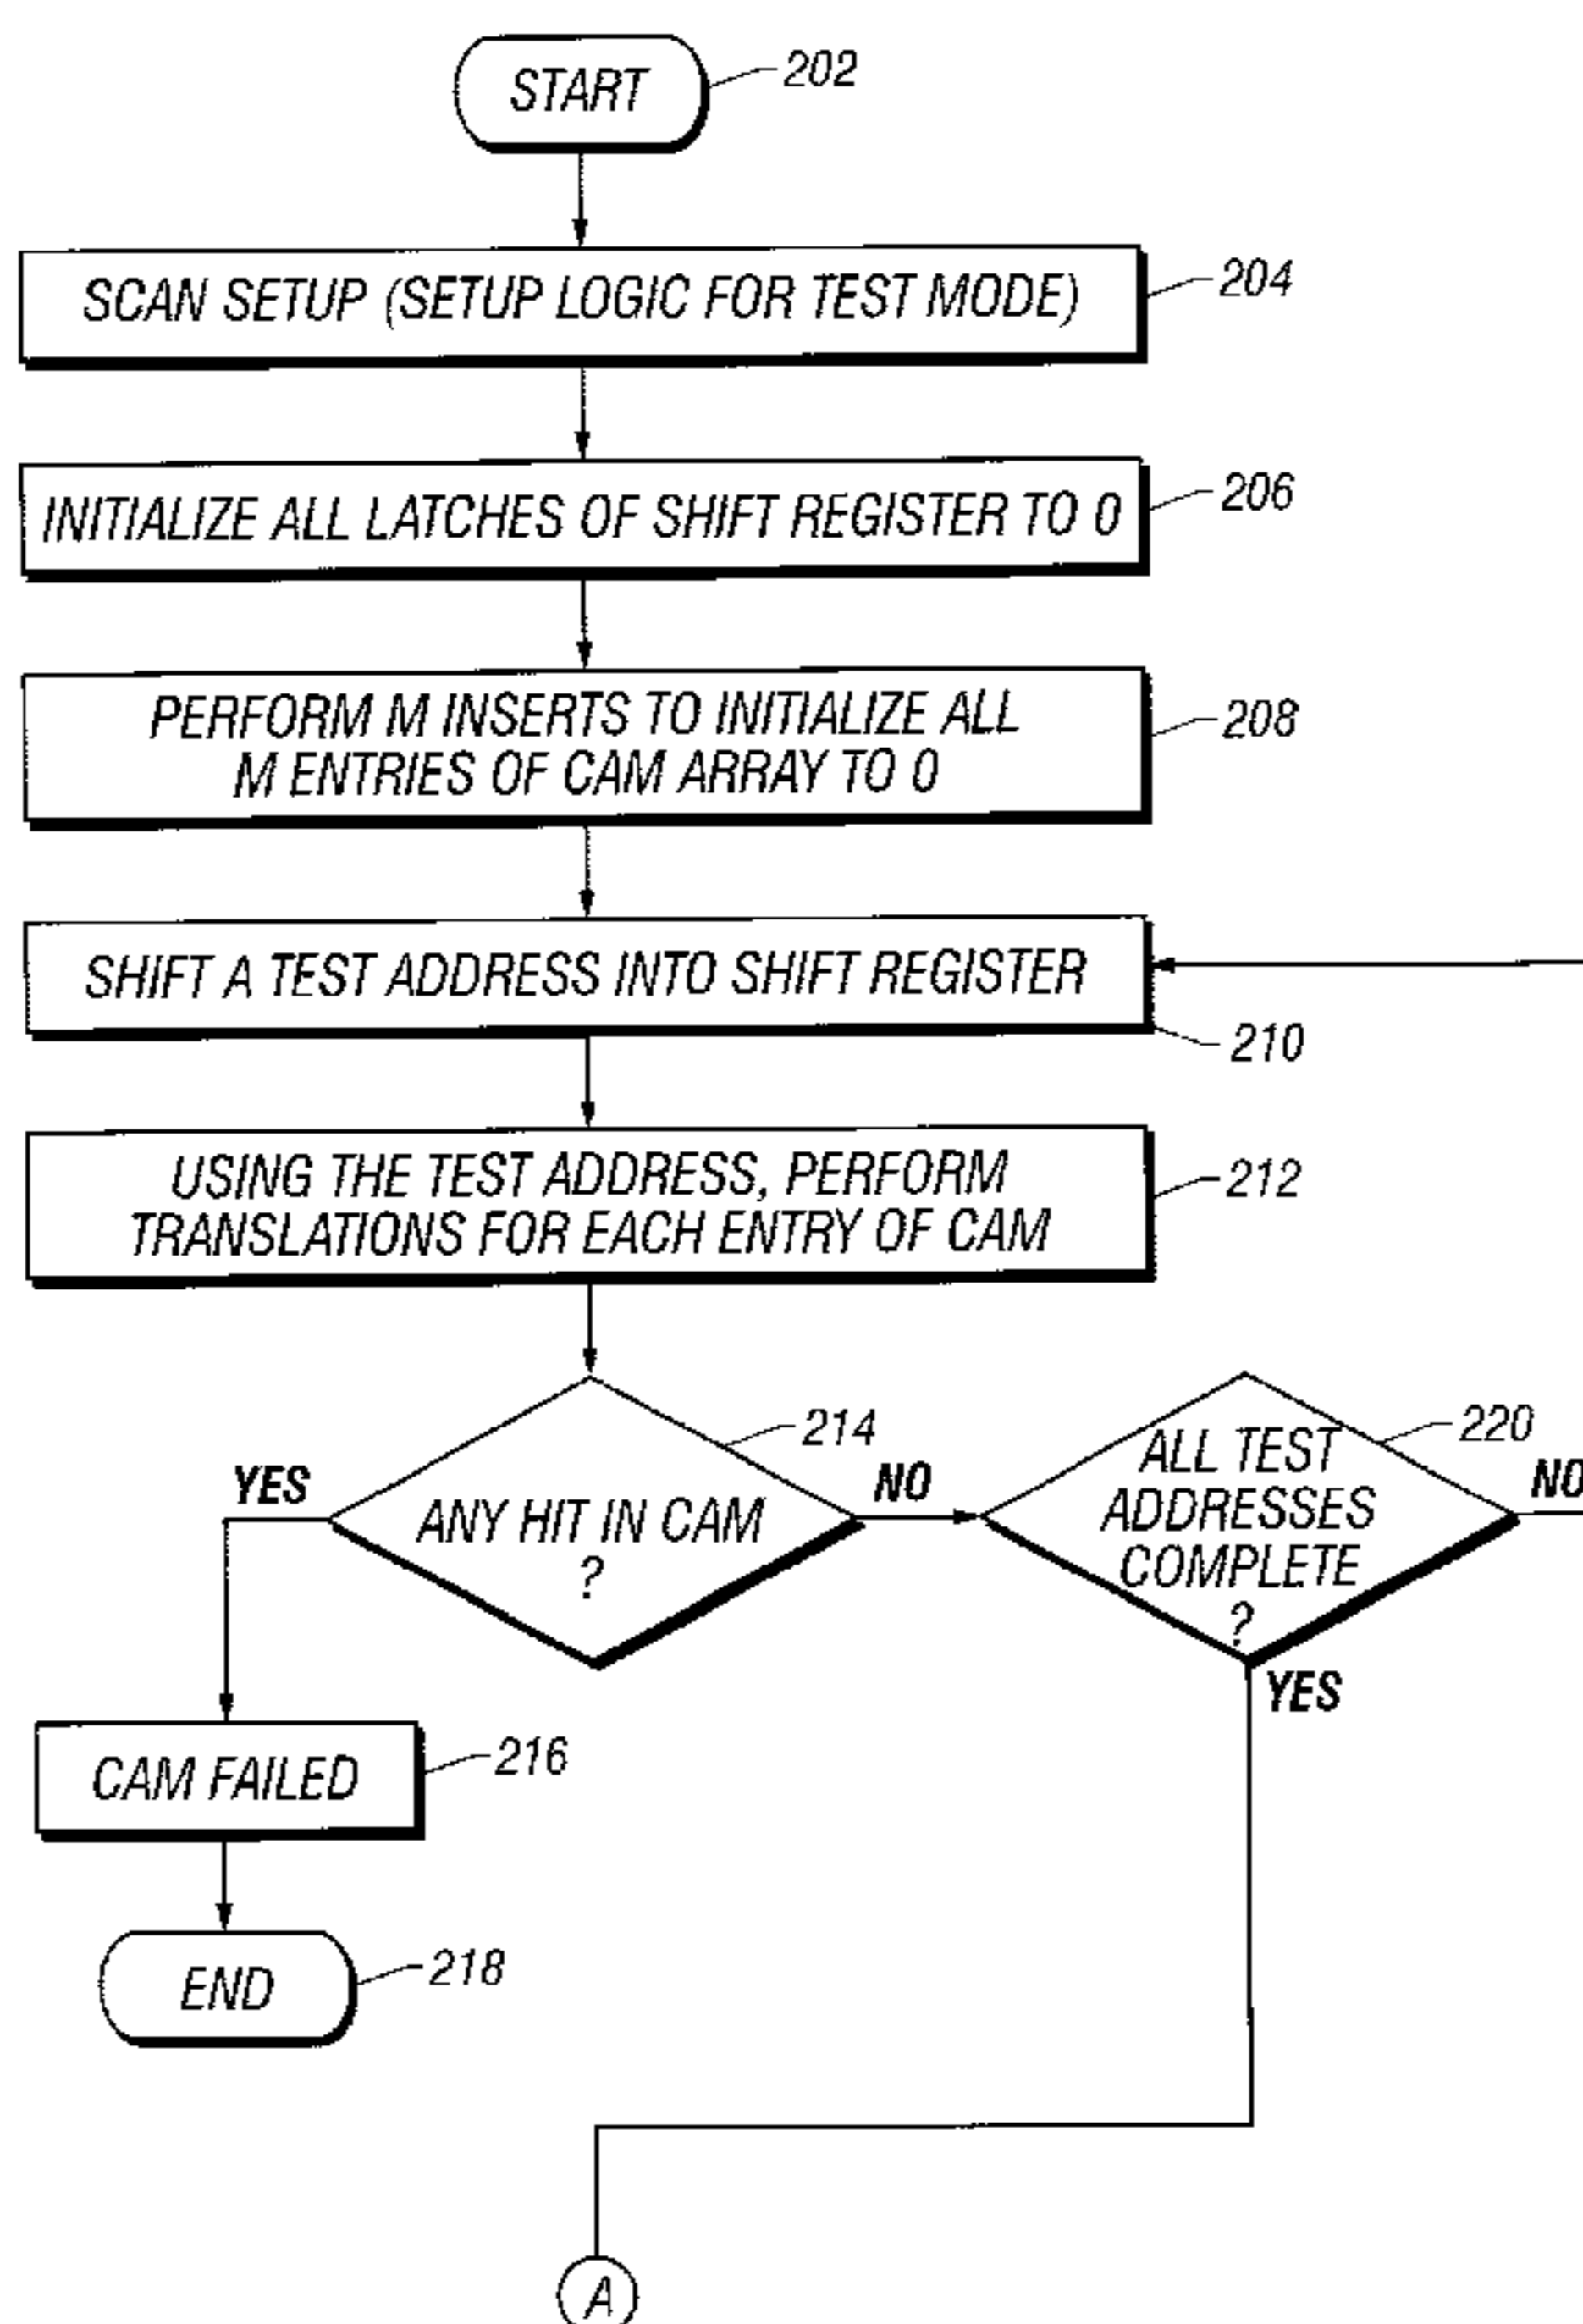 START
202
SCAN SETUP (SETUP LOGIC FOR TEST MODE)
204
INITIALIZE ALL LATCHES OF SHIFT REGISTER TO 0
206
PERFORM M INSERTS TO INITIALIZE ALL
M ENTRIES OF CAM ARRAY TO 0
208
SHIFT A TEST ADDRESS INTO SHIFT REGISTER
210
USING THE TEST ADDRESS, PERFORM
TRANSLATIONS FOR EACH ENTRY OF CAM
212
ANY HIT IN CAM
?
214
YES
NO
ALL TEST
ADDRESSES
COMPLETE
?
220
NO
YES
CAM FAILED
216
END
218
A